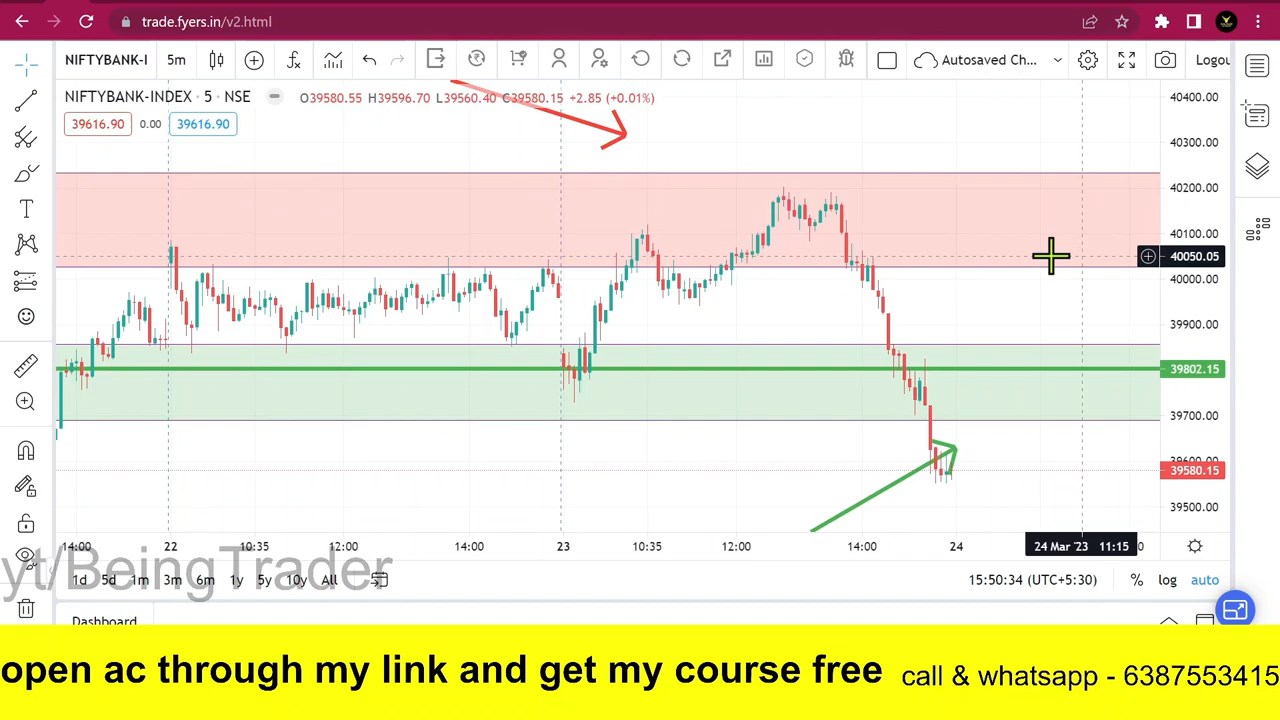 trade.fyers.in/v2.html
NIFTYBANK-I 5m Autosaved Ch... Logou
NIFTYBANK-INDEX · 5 · NSE O39580.55 H39596.70 L39560.40 C39580.15 +2.85 (+0.01%)
39616.90 0.00 39616.90
40400.00
40300.00
40200.00
40100.00
40050.05
40000.00
39900.00
39802.15
39700.00
39600.00
39580.15
39500.00
14:00 22 10:35 12:00 14:00 23 10:35 12:00 14:00 24 24 Mar '23 11:15 0
yt/BeingTrader
1d 5d 1m 3m 6m 1y 5y 10y All 15:50:34 (UTC+5:30) % log auto
Dashboard
open ac through my link and get my course free call & whatsapp - 6387553415